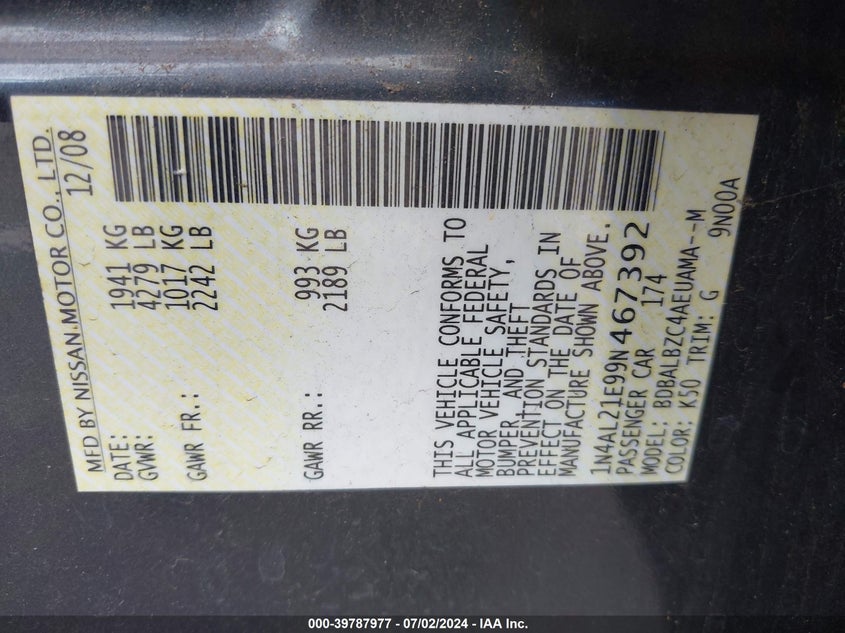 MFD BY NISSAN MOTOR CO., LTD.
DATE: 12/08
GVWR: 1941 KG
4279 LB
GAWR FR.: 1017 KG
2242 LB
GAWR RR.: 993 KG
2189 LB
THIS VEHICLE CONFORMS TO
ALL APPLICABLE FEDERAL
MOTOR VEHICLE SAFETY,
BUMPER, AND THEFT
PREVENTION STANDARDS IN
EFFECT ON THE DATE OF
MANUFACTURE SHOWN ABOVE.
1N4AL21E99N467392
PASSENGER CAR 174
MODEL: BDBALBZC4AEUAMA--M
COLOR: K50 TRIM: G 9N00A
000-39787977 - 07/02/2024 - IAA Inc.